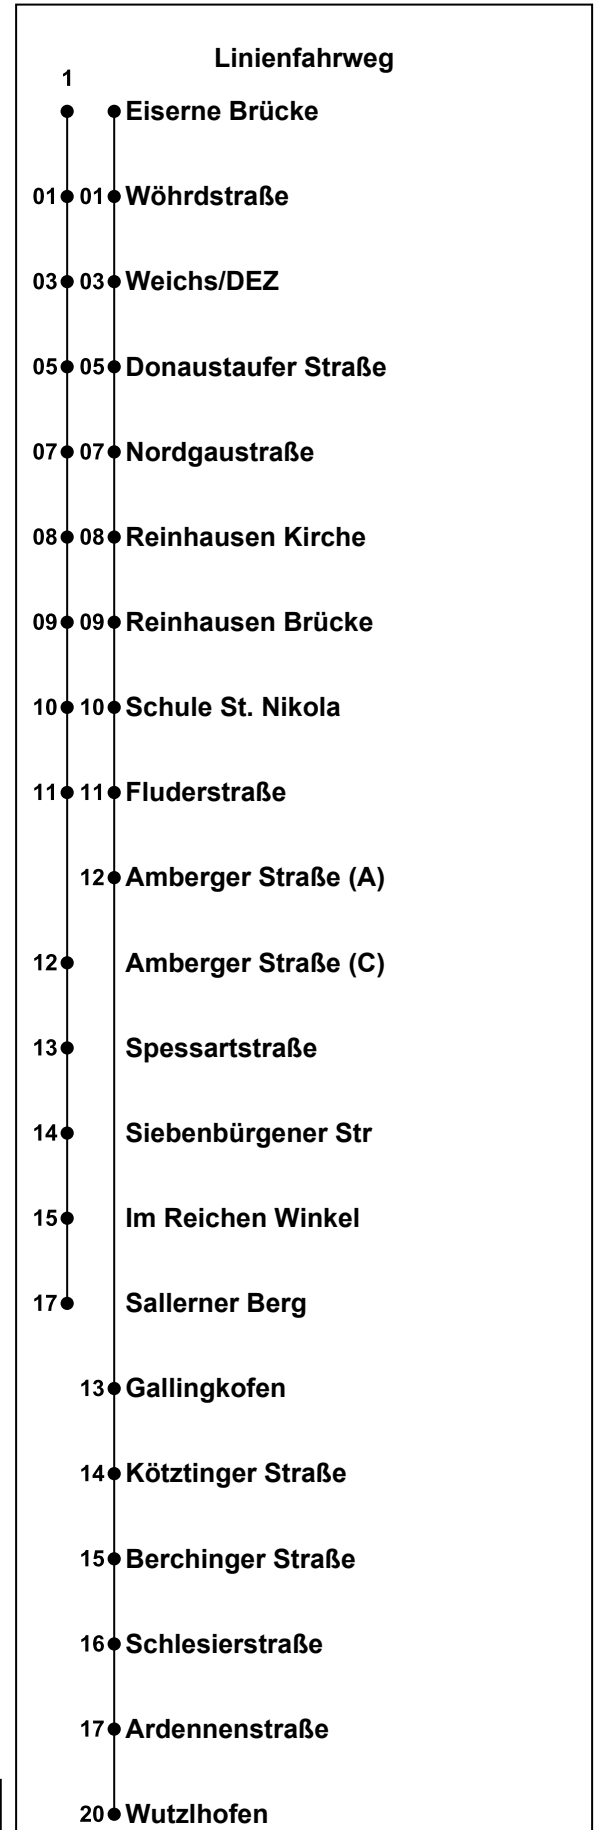 Linienfahrweg
1
Eiserne Brücke
01 01 Wöhrdstraße
03 03 Weichs/DEZ
05 05 Donaustaufer Straße
07 07 Nordgaustraße
08 08 Reinhausen Kirche
09 09 Reinhausen Brücke
10 10 Schule St. Nikola
11 11 Fluderstraße
12 Amberger Straße (A)
12 Amberger Straße (C)
13 Spessartstraße
14 Siebenbürgener Str
15 Im Reichen Winkel
17 Sallerner Berg
13 Gallingkofen
14 Kötztinger Straße
15 Berchinger Straße
16 Schlesierstraße
17 Ardennenstraße
20 Wutzlhofen